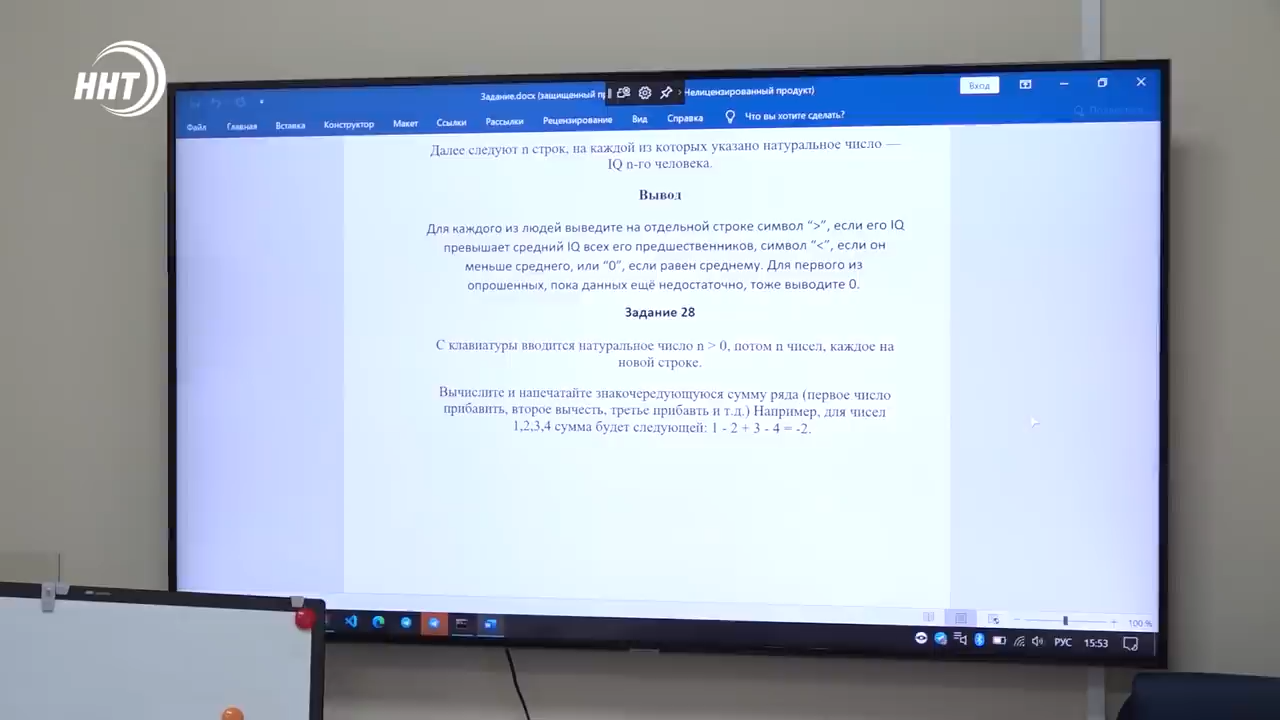 ННТ
Задание.docx (защищенный пр
Нелицензированный продукт)
Вход
Файл Главная Вставка Конструктор Макет Ссылки Рассылки Рецензирование Вид Справка Что вы хотите сделать?
Далее следуют n строк, на каждой из которых указано натуральное число —
IQ n-го человека.
Вывод
Для каждого из людей выведите на отдельной строке символ “>”, если его IQ
превышает средний IQ всех его предшественников, символ “<”, если он
меньше среднего, или “0”, если равен среднему. Для первого из
опрошенных, пока данных ещё недостаточно, тоже выводите 0.
Задание 28
С клавиатуры вводится натуральное число n > 0, потом n чисел, каждое на
новой строке.
Вычислите и напечатайте знакочередующуюся сумму ряда (первое число
прибавить, второе вычесть, третье прибавть и т.д.) Например, для чисел
1,2,3,4 сумма будет следующей: 1 - 2 + 3 - 4 = -2.
100 %
РУС 15:53